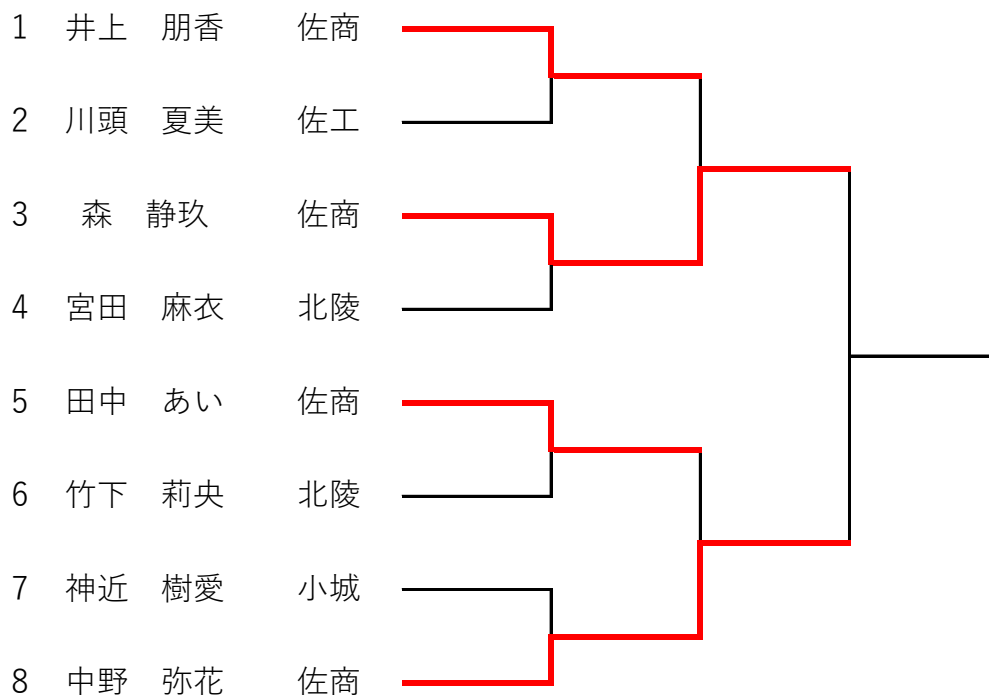 1 井上 朋香 佐商
2 川頭 夏美 佐工
3 森 静玖 佐商
4 宮田 麻衣 北陵
5 田中 あい 佐商
6 竹下 莉央 北陵
7 神近 樹愛 小城
8 中野 弥花 佐商